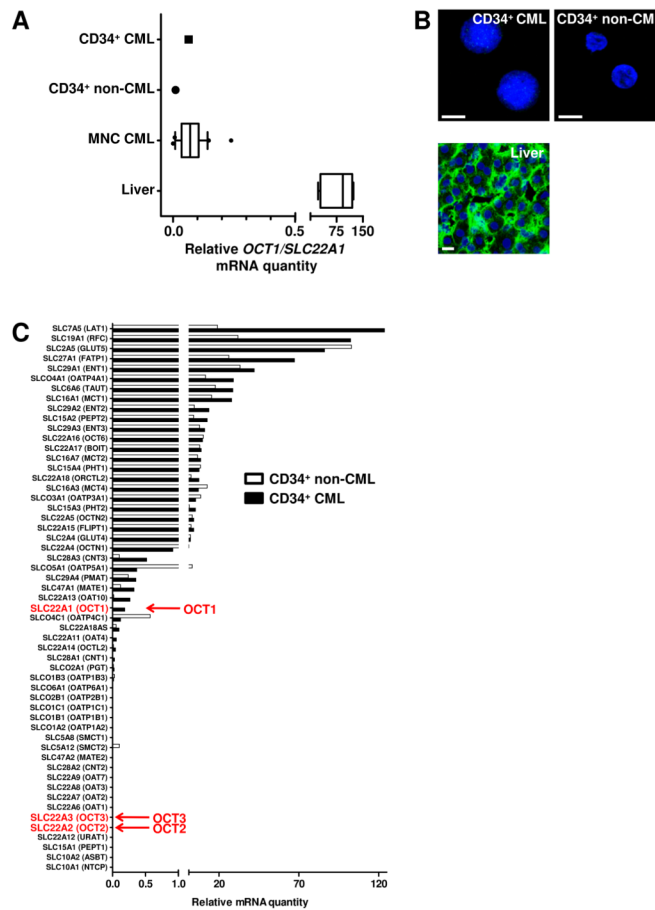 A
CD34+ CML
CD34+ non-CML
MNC CML
Liver
0.0
0.5
75
150
Relative OCT1/SLC22A1
mRNA quantity
B
CD34+ CML
CD34+ non-CM
Liver
C
SLC7A5 (LAT1)
SLC19A1 (RFC)
SLC2A5 (GLUT5)
SLC27A1 (FATP1)
SLC29A1 (ENT1)
SLCO4A1 (OATP4A1)
SLC6A6 (TAUT)
SLC16A1 (MCT1)
SLC29A2 (ENT2)
SLC15A2 (PEPT2)
SLC29A3 (ENT3)
SLC22A16 (OCT6)
SLC22A17 (BOIT)
SLC16A7 (MCT2)
SLC15A4 (PHT1)
SLC22A18 (ORCTL2)
SLC16A3 (MCT4)
SLCO3A1 (OATP3A1)
SLC15A3 (PHT2)
SLC22A5 (OCTN2)
SLC22A15 (FLIPT1)
SLC2A4 (GLUT4)
SLC22A4 (OCTN1)
SLC28A3 (CNT3)
SLCO5A1 (OATP5A1)
SLC29A4 (PMAT)
SLC47A1 (MATE1)
SLC22A13 (OAT10)
SLC22A1 (OCT1)
OCT1
SLCO4C1 (OATP4C1)
SLC22A18AS
SLC22A11 (OAT4)
SLC22A14 (OCTL2)
SLC28A1 (CNT1)
SLCO2A1 (PGT)
SLCO1B3 (OATP1B3)
SLCO6A1 (OATP6A1)
SLCO2B1 (OATP2B1)
SLCO1C1 (OATP1C1)
SLCO1B1 (OATP1B1)
SLCO1A2 (OATP1A2)
SLC5A8 (SMCT1)
SLC5A12 (SMCT2)
SLC47A2 (MATE2)
SLC28A2 (CNT2)
SLC22A9 (OAT7)
SLC22A8 (OAT3)
SLC22A7 (OAT2)
SLC22A6 (OAT1)
SLC22A3 (OCT3)
OCT3
SLC22A2 (OCT2)
OCT2
SLC22A12 (URAT1)
SLC15A1 (PEPT1)
SLC10A2 (ASBT)
SLC10A1 (NTCP)
CD34+ non-CML
CD34+ CML
0.0
0.5
1.0
20
70
120
Relative mRNA quantity